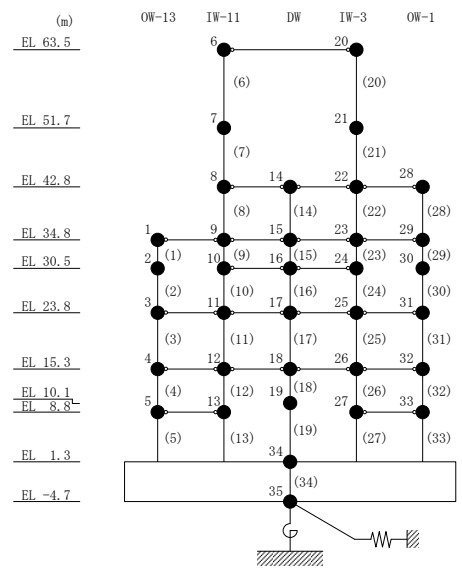 (m) OW-13 IW-11 DW IW-3 OW-1
EL 63.5 6 20
(6) (20)
EL 51.7 7 21
(7) (21)
EL 42.8 8 14 22 28
(8) (14) (22) (28)
EL 34.8 1 9 15 23 29
(1) (9) (15) (23) (29)
EL 30.5 2 10 16 24 30
(2) (10) (16) (24) (30)
EL 23.8 3 11 17 25 31
(3) (11) (17) (25) (31)
EL 15.3 4 12 18 26 32
(4) (12) (18) (26) (32)
EL 10.1 19
EL 8.8 5 13 27 33
(5) (13) (19) (27) (33)
EL 1.3 34
(34)
EL -4.7 35